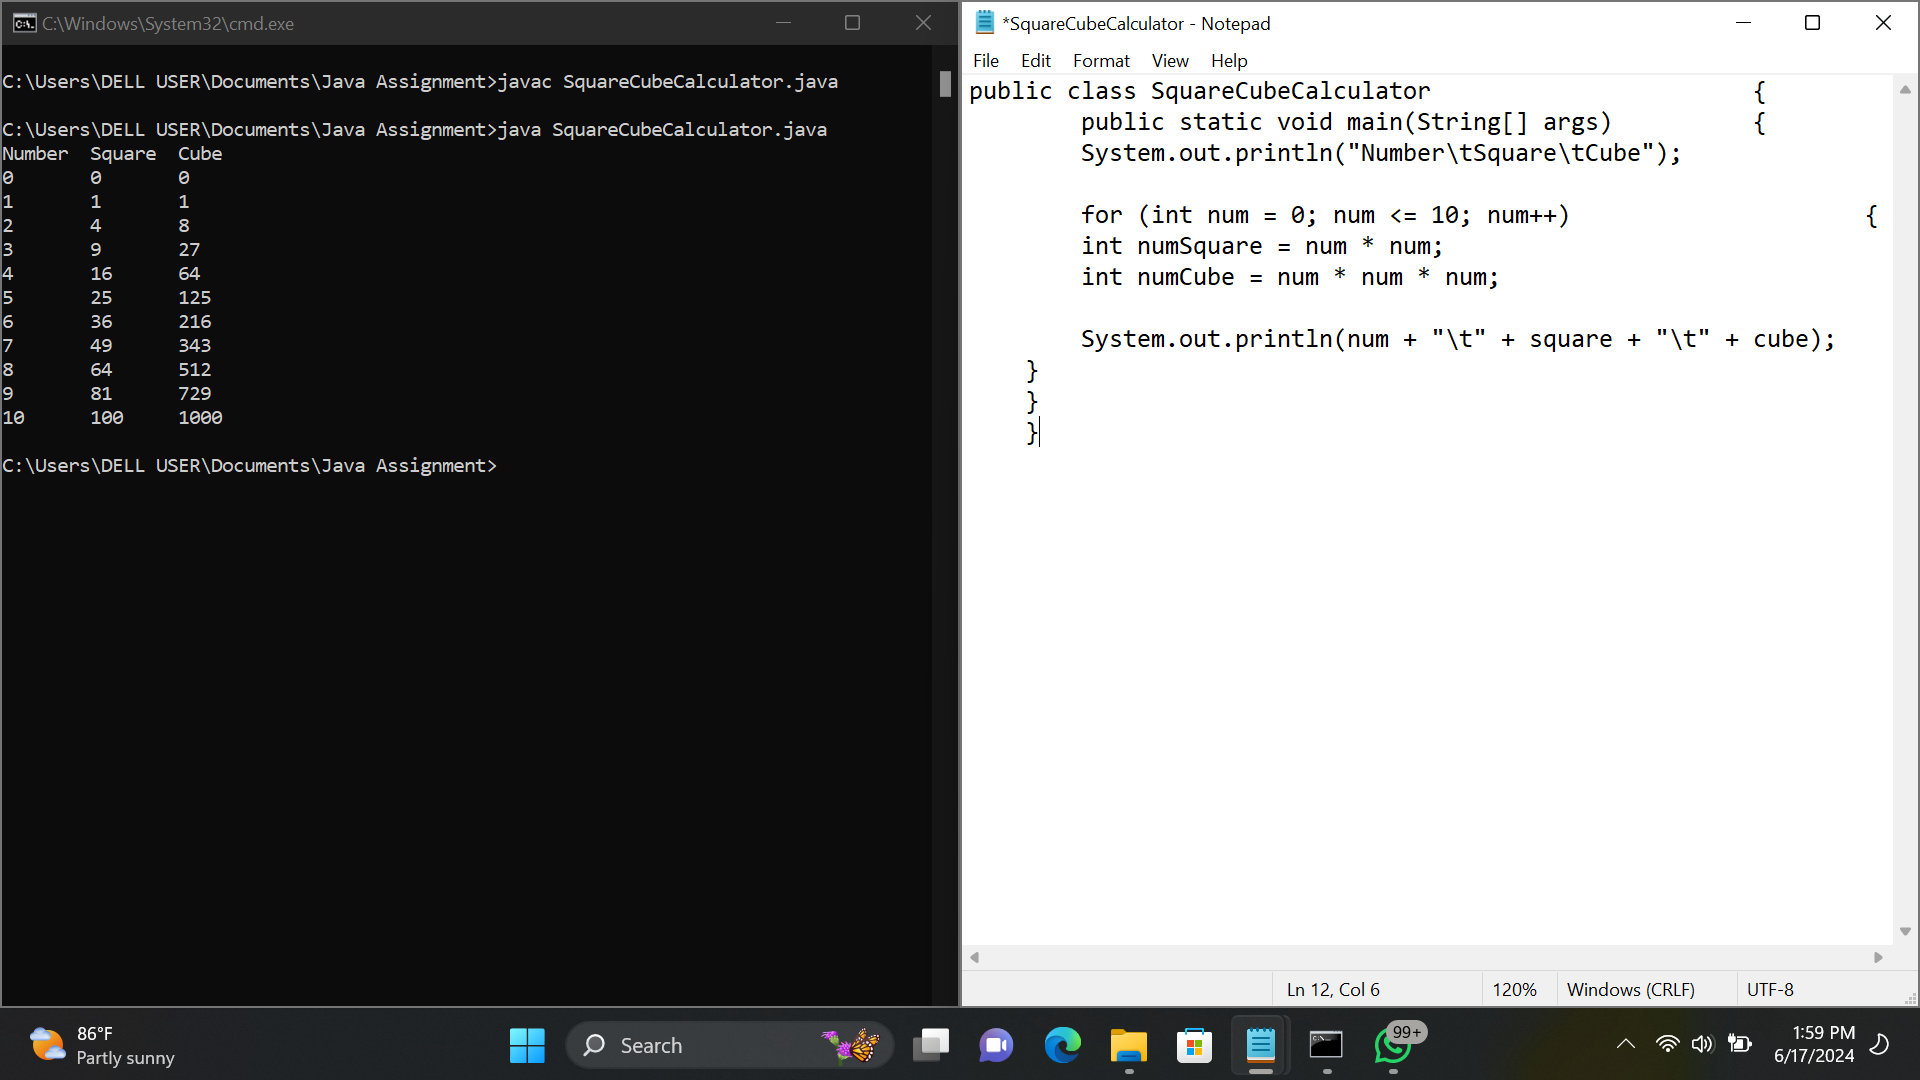 C:\Windows\System32\cmd.exe
C:\Users\DELL USER\Documents\Java Assignment>javac SquareCubeCalculator.java
C:\Users\DELL USER\Documents\Java Assignment>java SquareCubeCalculator.java
Number  Square  Cube
0       0       0
1       1       1
2       4       8
3       9       27
4       16      64
5       25      125
6       36      216
7       49      343
8       64      512
9       81      729
10      100     1000
C:\Users\DELL USER\Documents\Java Assignment>
*SquareCubeCalculator - Notepad
File Edit Format View Help
public class SquareCubeCalculator {
public static void main(String[] args) {
System.out.println("Number\tSquare\tCube");
for (int num = 0; num <= 10; num++) {
int numSquare = num * num;
int numCube = num * num * num;
System.out.println(num + "\t" + square + "\t" + cube);
}
}
}
Ln 12, Col 6 120% Windows (CRLF) UTF-8
86°F
Partly sunny
Search
99+
1:59 PM
6/17/2024